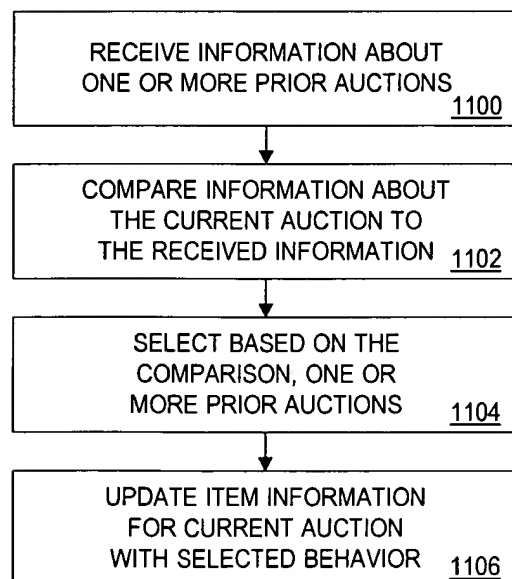 RECEIVE INFORMATION ABOUT
ONE OR MORE PRIOR AUCTIONS
1100
COMPARE INFORMATION ABOUT
THE CURRENT AUCTION TO
THE RECEIVED INFORMATION
1102
SELECT BASED ON THE
COMPARISON, ONE OR
MORE PRIOR AUCTIONS
1104
UPDATE ITEM INFORMATION
FOR CURRENT AUCTION
WITH SELECTED BEHAVIOR
1106